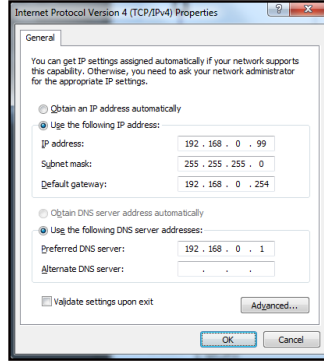 Internet Protocol Version 4 (TCP/IPv4) Properties
General
You can get IP settings assigned automatically if your network supports
this capability. Otherwise, you need to ask your network administrator
for the appropriate IP settings.
Obtain an IP address automatically
Use the following IP address:
IP address: 192 . 168 . 0 . 99
Subnet mask: 255 . 255 . 255 . 0
Default gateway: 192 . 168 . 0 . 254
Obtain DNS server address automatically
Use the following DNS server addresses:
Preferred DNS server: 192 . 168 . 0 . 1
Alternate DNS server: . . .
Validate settings upon exit
Advanced...
OK Cancel